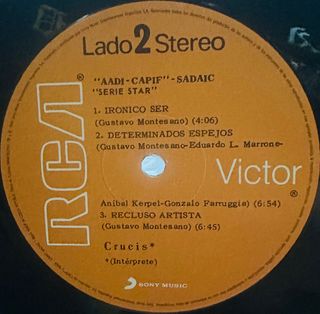 Lado 2 Stereo
RCA®
"AADI-CAPIF"-SADAIC
"SERIE STAR"
1. IRONICO SER
(Gustavo Montesano) (4:06)
2. DETERMINADOS ESPEJOS
(Gustavo Montesano-Eduardo L. Marrone-
Victor®
Anibal Kerpel-Gonzalo Farruggia) (6:54)
3. RECLUSO ARTISTA
(Gustavo Montesano) (6:45)
Crucis*
*(Intérprete)
SONY MUSIC